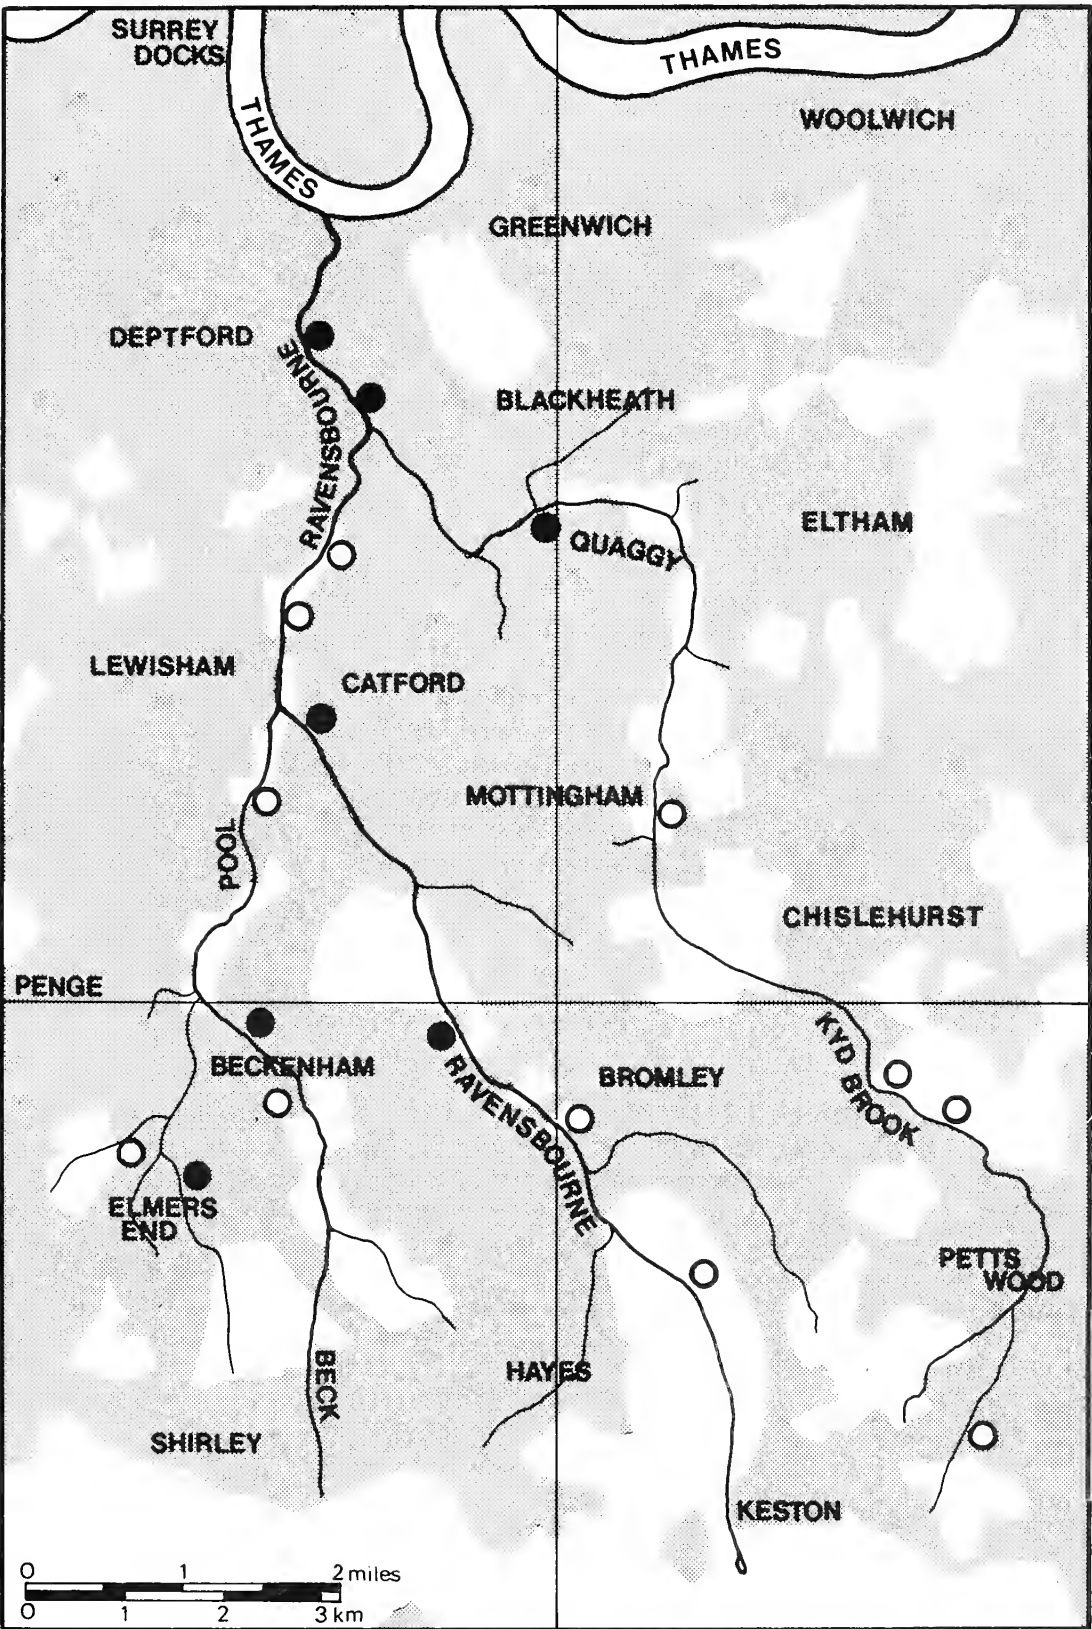 SURREY
DOCKS
THAMES
THAMES
WOOLWICH
GREENWICH
DEPTFORD
RAVENSBOURNE
BLACKHEATH
ELTHAM
QUAGGY
LEWISHAM
CATFORD
MOTTINGHAM
POOL
CHISLEHURST
PENGE
KYD BROOK
BECKENHAM
RAVENSBOURNE
BROMLEY
ELMERS
END
PETTS
WOOD
BECK
HAYES
SHIRLEY
KESTON
0 1 2 miles
0 1 2 3 km